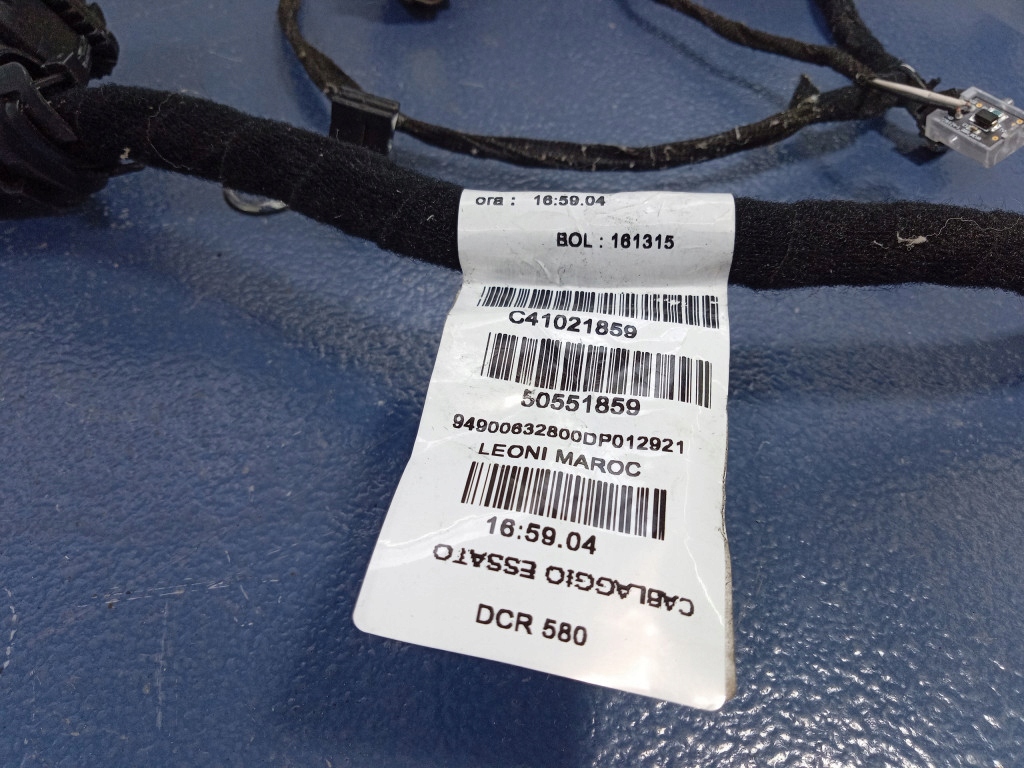 ora : 16:59.04
BOL : 161315
C41021859
50551859
94900632800DP012921
LEONI MAROC
16:59.04
CABLAGGIO ESSATO
DCR 580